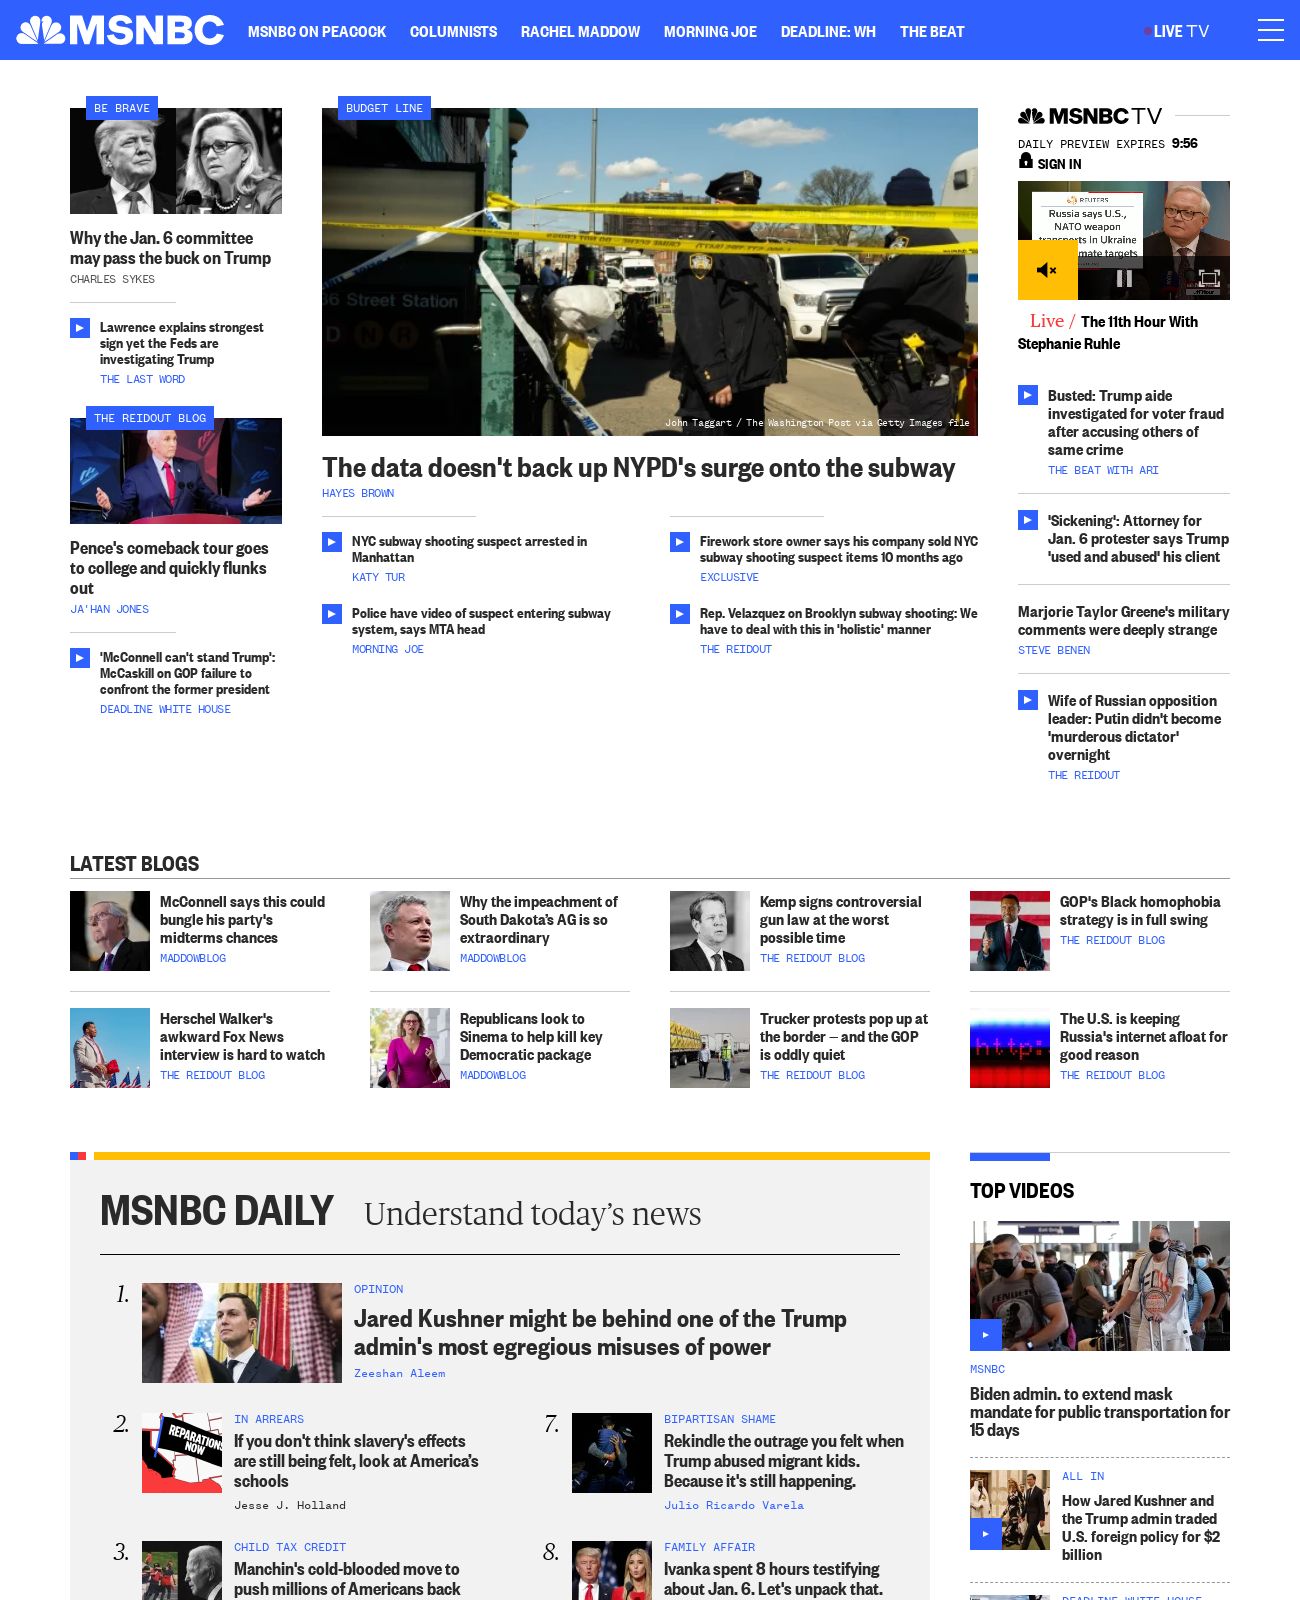 MSNBC
MSNBC ON PEACOCK
COLUMNISTS
RACHEL MADDOW
MORNING JOE
DEADLINE: WH
THE BEAT
LIVE TV
BE BRAVE
Why the Jan. 6 committee
may pass the buck on Trump
CHARLES SYKES
Lawrence explains strongest
sign yet the Feds are
investigating Trump
THE LAST WORD
THE REIDOUT BLOG
Pence's comeback tour goes
to college and quickly flunks
out
JA'HAN JONES
'McConnell can't stand Trump':
McCaskill on GOP failure to
confront the former president
DEADLINE WHITE HOUSE
BUDGET LINE
36 Street Station
D N R
John Taggart / The Washington Post via Getty Images file
The data doesn't back up NYPD's surge onto the subway
HAYES BROWN
NYC subway shooting suspect arrested in
Manhattan
KATY TUR
Firework store owner says his company sold NYC
subway shooting suspect items 10 months ago
EXCLUSIVE
Police have video of suspect entering subway
system, says MTA head
MORNING JOE
Rep. Velazquez on Brooklyn subway shooting: We
have to deal with this in 'holistic' manner
THE REIDOUT
MSNBC TV
DAILY PREVIEW EXPIRES 9:56
SIGN IN
REUTERS
Russia says U.S.,
NATO weapon
in Ukraine
targets
Live / The 11th Hour With
Stephanie Ruhle
Busted: Trump aide
investigated for voter fraud
after accusing others of
same crime
THE BEAT WITH ARI
'Sickening': Attorney for
Jan. 6 protester says Trump
'used and abused' his client
Marjorie Taylor Greene's military
comments were deeply strange
STEVE BENEN
Wife of Russian opposition
leader: Putin didn't become
'murderous dictator'
overnight
THE REIDOUT
LATEST BLOGS
McConnell says this could
bungle his party's
midterms chances
MADDOWBLOG
Why the impeachment of
South Dakota’s AG is so
extraordinary
MADDOWBLOG
Kemp signs controversial
gun law at the worst
possible time
THE REIDOUT BLOG
GOP's Black homophobia
strategy is in full swing
THE REIDOUT BLOG
Herschel Walker's
awkward Fox News
interview is hard to watch
THE REIDOUT BLOG
Republicans look to
Sinema to help kill key
Democratic package
MADDOWBLOG
Trucker protests pop up at
the border — and the GOP
is oddly quiet
THE REIDOUT BLOG
http:
The U.S. is keeping
Russia's internet afloat for
good reason
THE REIDOUT BLOG
MSNBC DAILY
Understand today’s news
1.
OPINION
Jared Kushner might be behind one of the Trump
admin's most egregious misuses of power
Zeeshan Aleem
2.
REPARATIONS
NOW
IN ARREARS
If you don't think slavery's effects
are still being felt, look at America’s
schools
Jesse J. Holland
7.
BIPARTISAN SHAME
Rekindle the outrage you felt when
Trump abused migrant kids.
Because it's still happening.
Julio Ricardo Varela
3.
CHILD TAX CREDIT
Manchin's cold-blooded move to
push millions of Americans back
8.
FAMILY AFFAIR
Ivanka spent 8 hours testifying
about Jan. 6. Let's unpack that.
TOP VIDEOS
MSNBC
Biden admin. to extend mask
mandate for public transportation for
15 days
ALL IN
How Jared Kushner and
the Trump admin traded
U.S. foreign policy for $2
billion
DEADLINE WHITE HOUSE